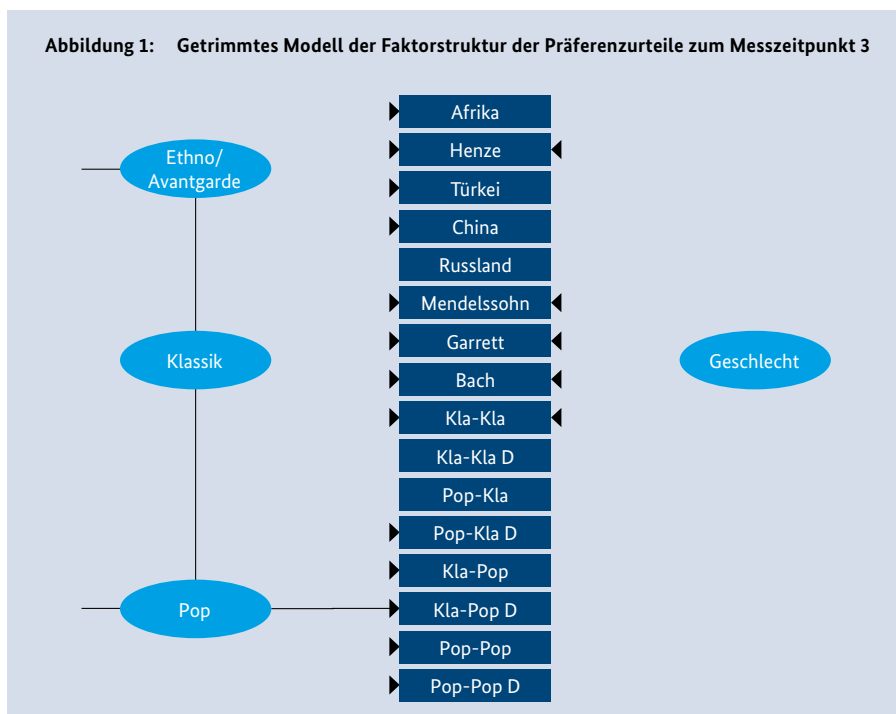 Abbildung 1: Getrimmtes Modell der Faktorstruktur der Präferenzurteile zum Messzeitpunkt 3
Ethno/
Avantgarde
Klassik
Pop
Afrika
Henze
Türkei
China
Russland
Mendelssohn
Garrett
Bach
Kla-Kla
Kla-Kla D
Pop-Kla
Pop-Kla D
Kla-Pop
Kla-Pop D
Pop-Pop
Pop-Pop D
Geschlecht